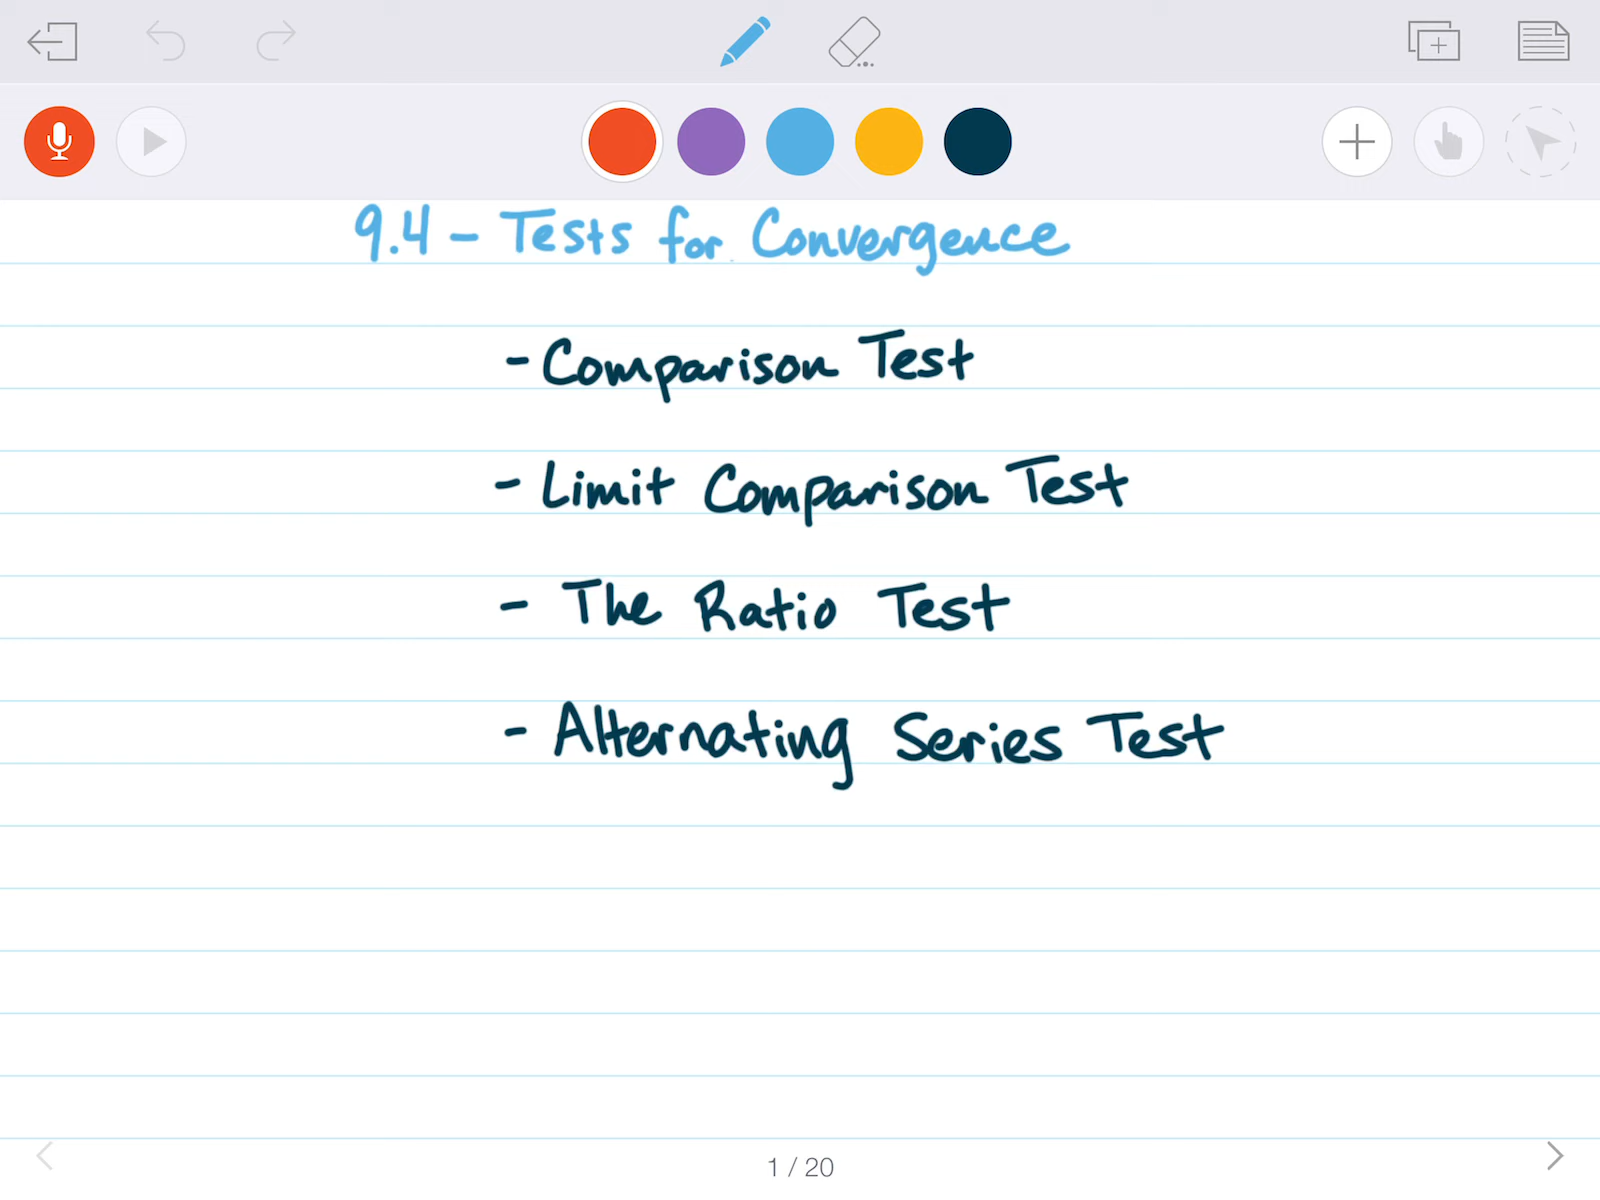 9.4 - Tests for Convergence
- Comparison Test
- Limit Comparison Test
- The Ratio Test
- Alternating Series Test
1 / 20